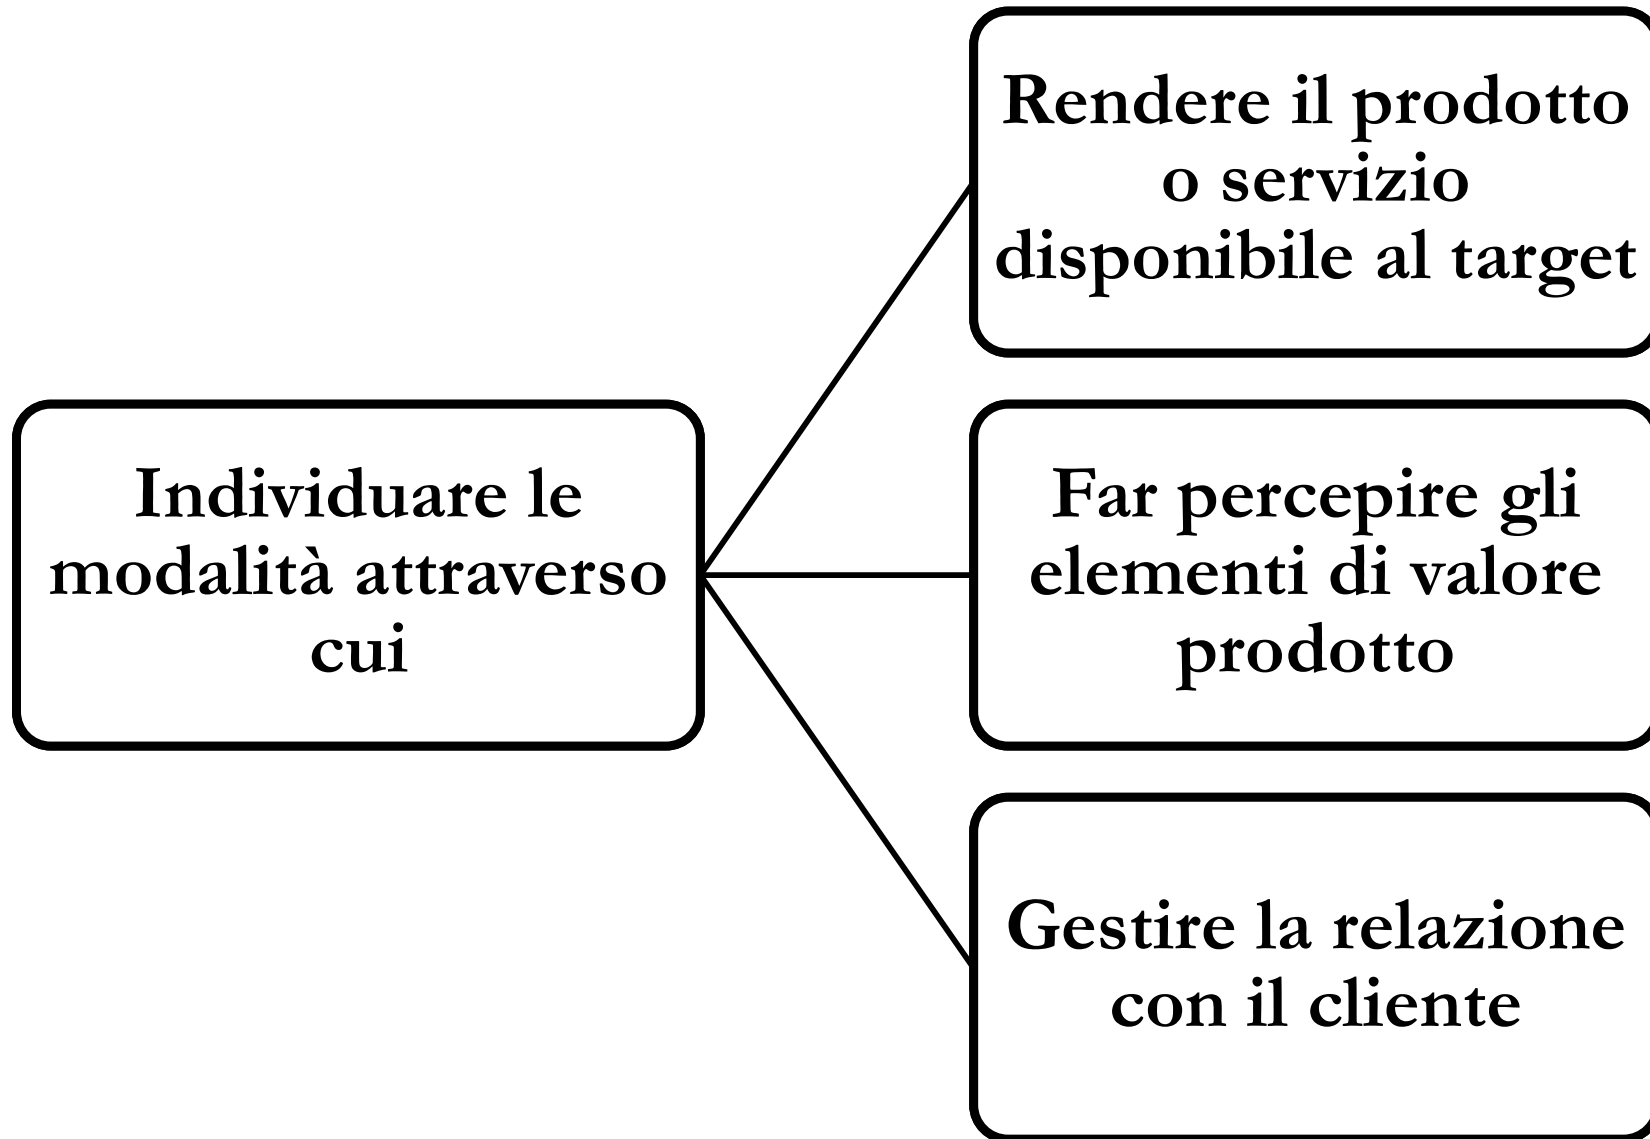 Individuare le
modalità attraverso
cui
Rendere il prodotto
o servizio
disponibile al target
Far percepire gli
elementi di valore
prodotto
Gestire la relazione
con il cliente